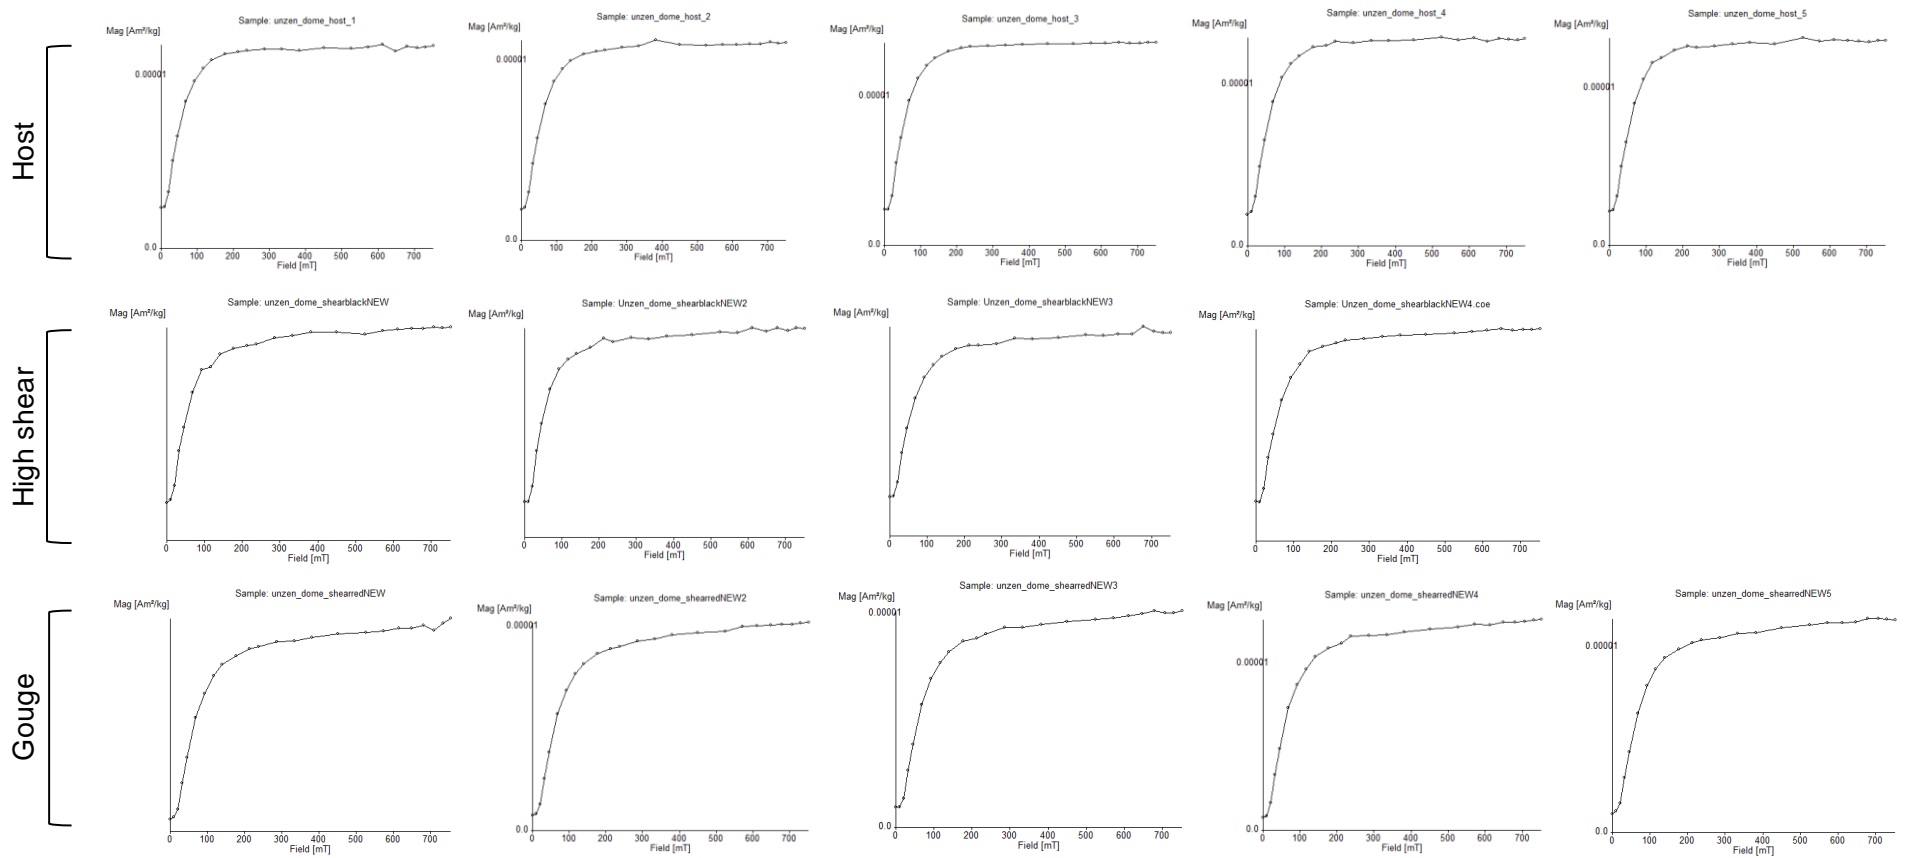 Host
Sample: unzen_dome_host_1
Mag [Am²/kg]
0.00001
0.0
0 100 200 300 400 500 600 700
Field [mT]
Sample: unzen_dome_host_2
Mag [Am²/kg]
0.00001
0.0
0 100 200 300 400 500 600 700
Field [mT]
Sample: unzen_dome_host_3
Mag [Am²/kg]
0.00001
0.0
0 100 200 300 400 500 600 700
Field [mT]
Sample: unzen_dome_host_4
Mag [Am²/kg]
0.00001
0.0
0 100 200 300 400 500 600 700
Field [mT]
Sample: unzen_dome_host_5
Mag [Am²/kg]
0.00001
0.0
0 100 200 300 400 500 600 700
Field [mT]
High shear
Sample: unzen_dome_shearblackNEW
Mag [Am²/kg]
0 100 200 300 400 500 600 700
Field [mT]
Sample: Unzen_dome_shearblackNEW2
Mag [Am²/kg]
0 100 200 300 400 500 600 700
Field [mT]
Sample: Unzen_dome_shearblackNEW3
Mag [Am²/kg]
0 100 200 300 400 500 600 700
Field [mT]
Sample: Unzen_dome_shearblackNEW4.coe
Mag [Am²/kg]
0 100 200 300 400 500 600 700
Field [mT]
Gouge
Sample: unzen_dome_shearredNEW
Mag [Am²/kg]
0 100 200 300 400 500 600 700
Field [mT]
Sample: unzen_dome_shearredNEW2
Mag [Am²/kg]
0.00001
0.0
0 100 200 300 400 500 600 700
Field [mT]
Sample: unzen_dome_shearredNEW3
Mag [Am²/kg]
0.00001
0.0
0 100 200 300 400 500 600 700
Field [mT]
Sample: unzen_dome_shearredNEW4
Mag [Am²/kg]
0.00001
0.0
0 100 200 300 400 500 600 700
Field [mT]
Sample: unzen_dome_shearredNEW5
Mag [Am²/kg]
0.00001
0.0
0 100 200 300 400 500 600 700
Field [mT]